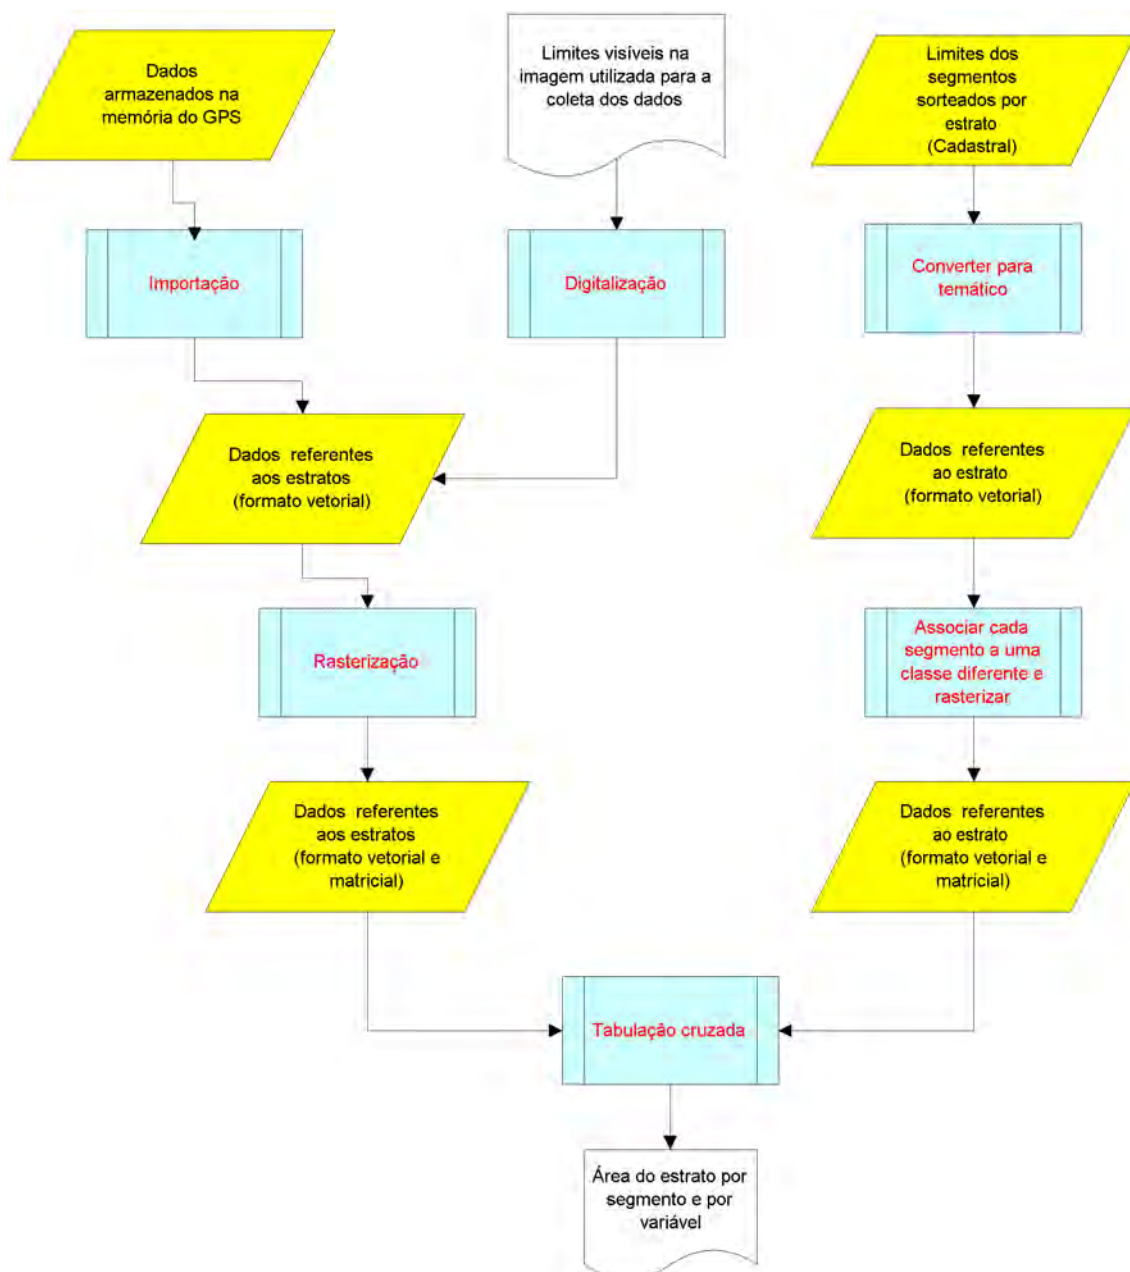 Dados
armazenados na
memória do GPS
Limites visíveis na
imagem utilizada para a
coleta dos dados
Limites dos
segmentos
sorteados por
estrato
(Cadastral)
Importação
Digitalização
Converter para
temático
Dados referentes
aos estratos
(formato vetorial)
Dados referentes
ao estrato
(formato vetorial)
Rasterização
Associar cada
segmento a uma
classe diferente e
rasterizar
Dados referentes
aos estratos
(formato vetorial e
matricial)
Dados referentes
ao estrato
(formato vetorial e
matricial)
Tabulação cruzada
Área do estrato por
segmento e por
variável